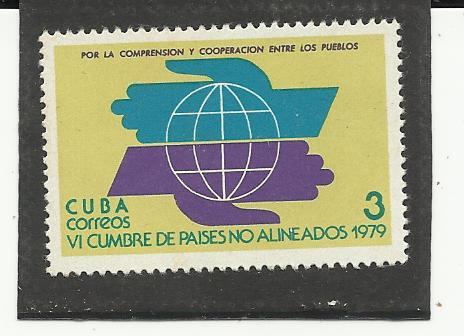 POR LA COMPRENSION Y COOPERACION ENTRE LOS PUEBLOS
CUBA 3
correos
VI CUMBRE DE PAISES NO ALINEADOS 1979